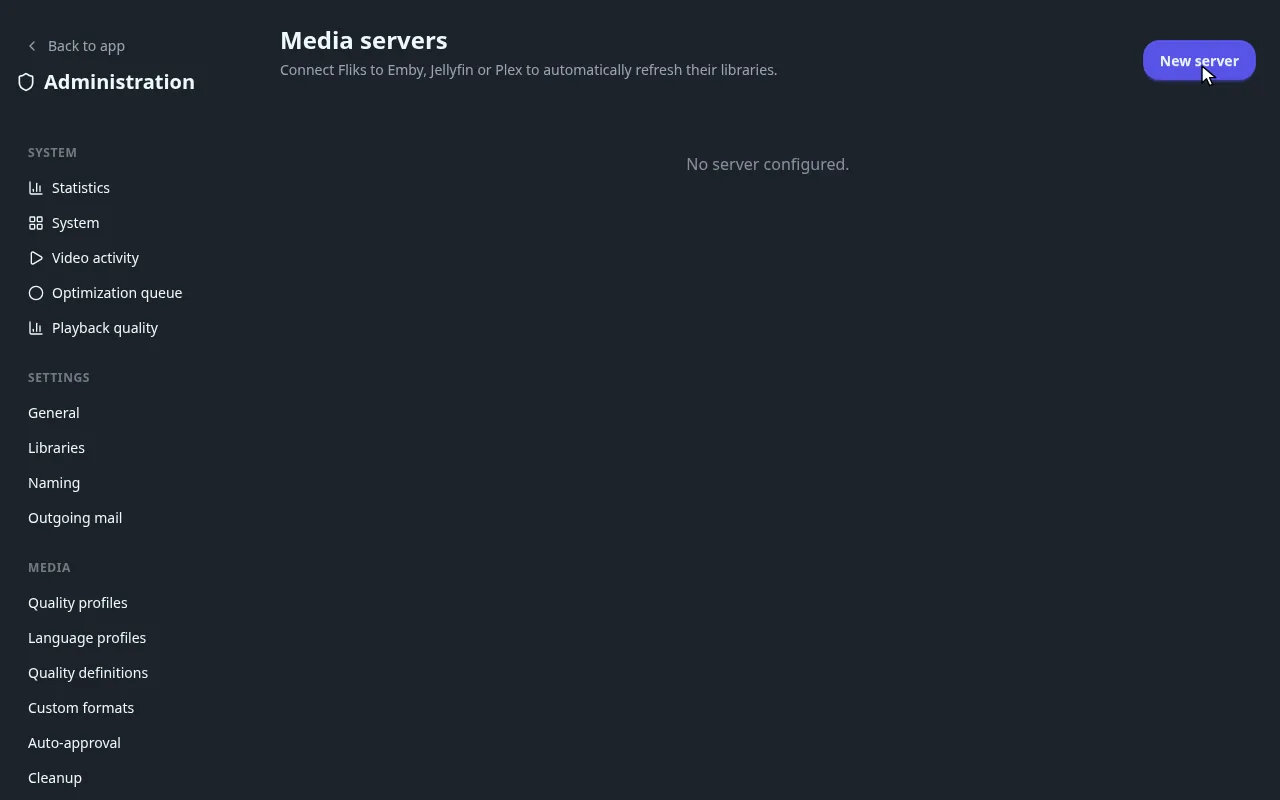 Back to app
Administration
SYSTEM
Statistics
System
Video activity
Optimization queue
Playback quality
SETTINGS
General
Libraries
Naming
Outgoing mail
MEDIA
Quality profiles
Language profiles
Quality definitions
Custom formats
Auto-approval
Cleanup
Media servers
Connect Fliks to Emby, Jellyfin or Plex to automatically refresh their libraries.
New server
No server configured.